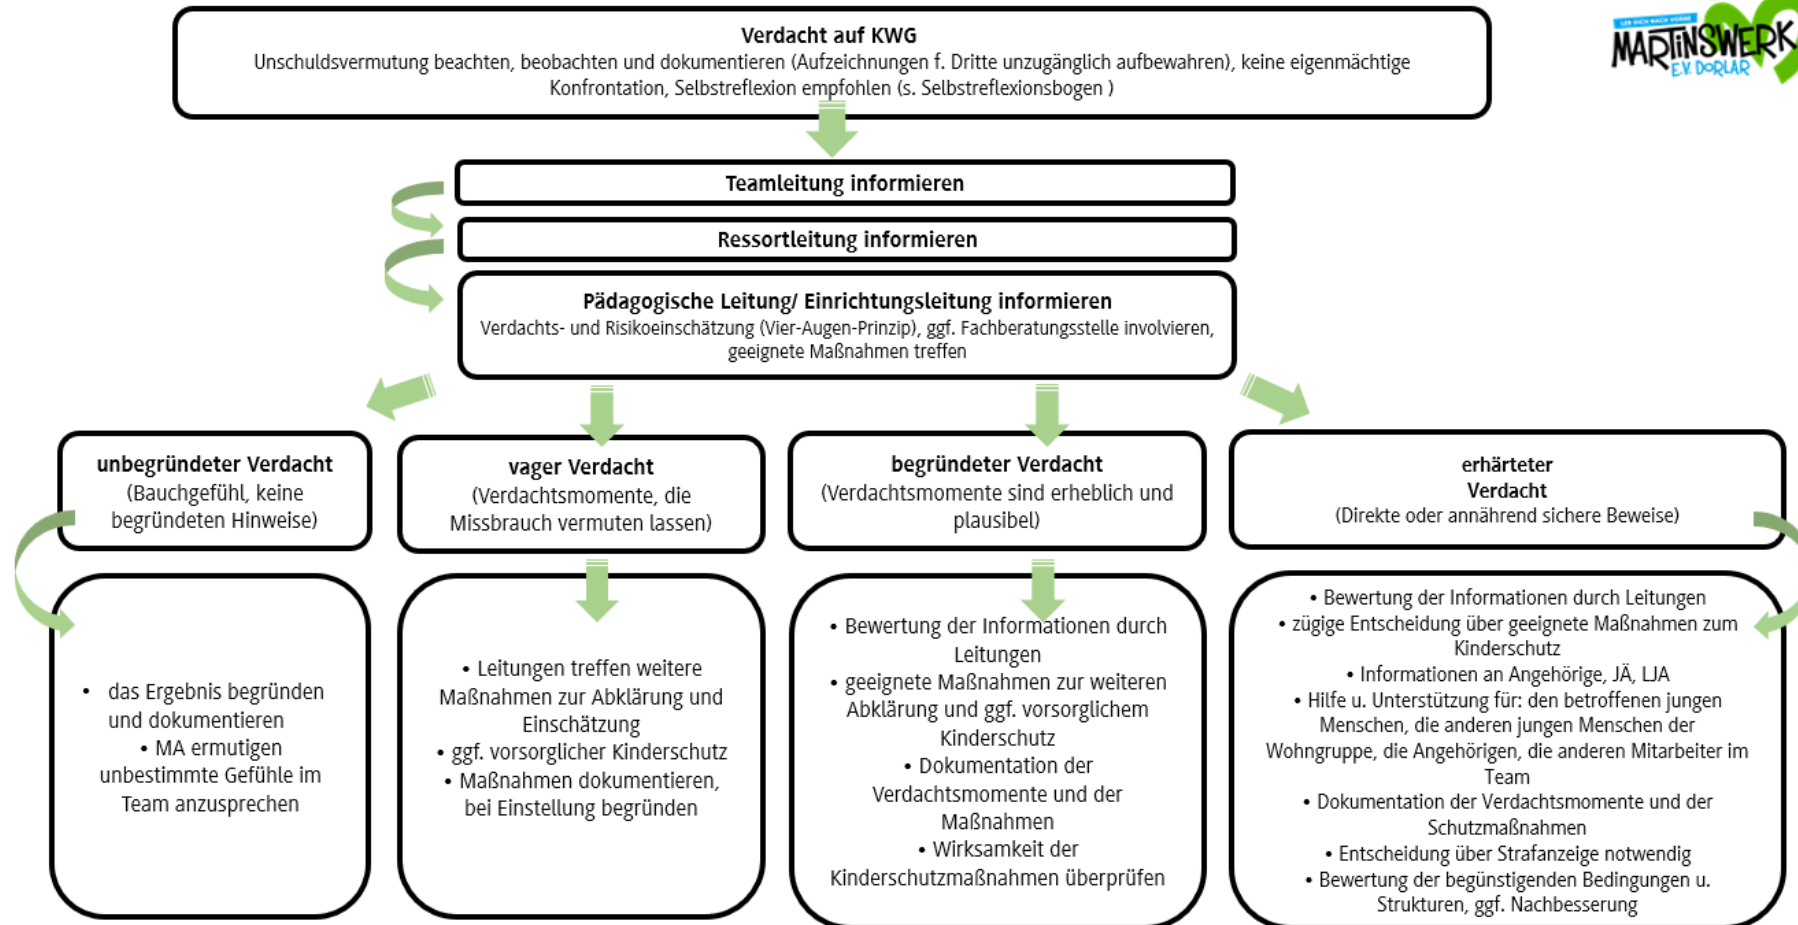 LEB DICH NACH VORNE
MARTINSWERK
E.V. DORLAR
Verdacht auf KWG
Unschuldsvermutung beachten, beobachten und dokumentieren (Aufzeichnungen f. Dritte unzugänglich aufbewahren), keine eigenmächtige
Konfrontation, Selbstreflexion empfohlen (s. Selbstreflexionsbogen )
Teamleitung informieren
Ressortleitung informieren
Pädagogische Leitung/ Einrichtungsleitung informieren
Verdachts- und Risikoeinschätzung (Vier-Augen-Prinzip), ggf. Fachberatungsstelle involvieren,
geeignete Maßnahmen treffen
unbegründeter Verdacht
(Bauchgefühl, keine
begründeten Hinweise)
• das Ergebnis begründen
und dokumentieren
• MA ermutigen
unbestimmte Gefühle im
Team anzusprechen
vager Verdacht
(Verdachtsmomente, die
Missbrauch vermuten lassen)
• Leitungen treffen weitere
Maßnahmen zur Abklärung und
Einschätzung
• ggf. vorsorglicher Kinderschutz
• Maßnahmen dokumentieren,
bei Einstellung begründen
begründeter Verdacht
(Verdachtsmomente sind erheblich und
plausibel)
• Bewertung der Informationen durch
Leitungen
• geeignete Maßnahmen zur weiteren
Abklärung und ggf. vorsorglichem
Kinderschutz
• Dokumentation der
Verdachtsmomente und der
Maßnahmen
• Wirksamkeit der
Kinderschutzmaßnahmen überprüfen
erhärteter
Verdacht
(Direkte oder annährend sichere Beweise)
• Bewertung der Informationen durch Leitungen
• zügige Entscheidung über geeignete Maßnahmen zum
Kinderschutz
• Informationen an Angehörige, JÄ, LJA
• Hilfe u. Unterstützung für: den betroffenen jungen
Menschen, die anderen jungen Menschen der
Wohngruppe, die Angehörigen, die anderen Mitarbeiter im
Team
• Dokumentation der Verdachtsmomente und der
Schutzmaßnahmen
• Entscheidung über Strafanzeige notwendig
• Bewertung der begünstigenden Bedingungen u.
Strukturen, ggf. Nachbesserung